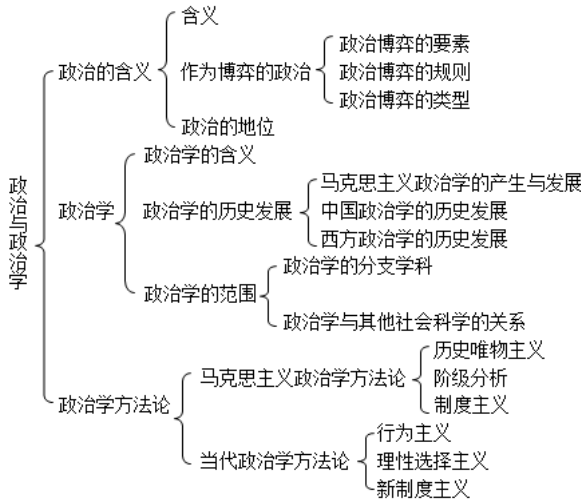 政治与政治学
政治的含义
含义
作为博弈的政治
政治博弈的要素
政治博弈的规则
政治博弈的类型
政治的地位
政治学
政治学的含义
政治学的历史发展
马克思主义政治学的产生与发展
中国政治学的历史发展
西方政治学的历史发展
政治学的范围
政治学的分支学科
政治学与其他社会科学的关系
政治学方法论
马克思主义政治学方法论
历史唯物主义
阶级分析
制度主义
当代政治学方法论
行为主义
理性选择主义
新制度主义